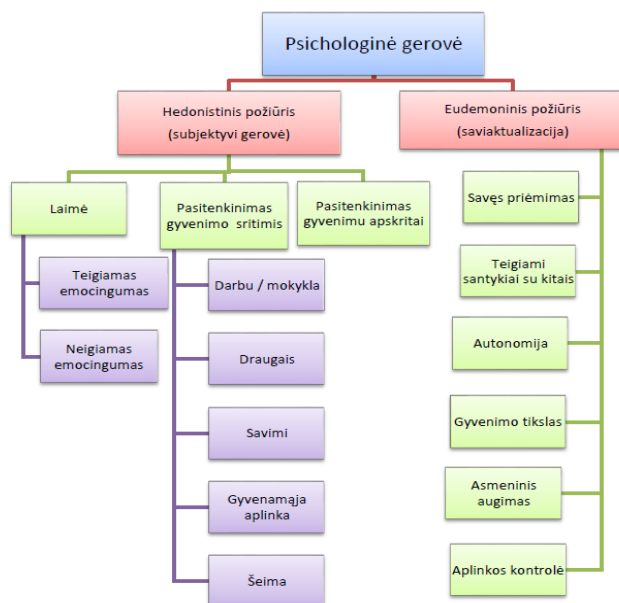 Psichologinė gerovė
Hedonistinis požiūris
(subjektyvi gerovė)
Eudemoninis požiūris
(saviaktualizacija)
Laimė
Pasitenkinimas
gyvenimo sritimis
Pasitenkinimas
gyvenimu apskritai
Teigiamas
emocingumas
Neigiamas
emocingumas
Darbu / mokykla
Draugais
Savimi
Gyvenamąja
aplinka
Šeima
Savęs priėmimas
Teigiami
santykiai su kitais
Autonomija
Gyvenimo tikslas
Asmeninis
augimas
Aplinkos kontrolė